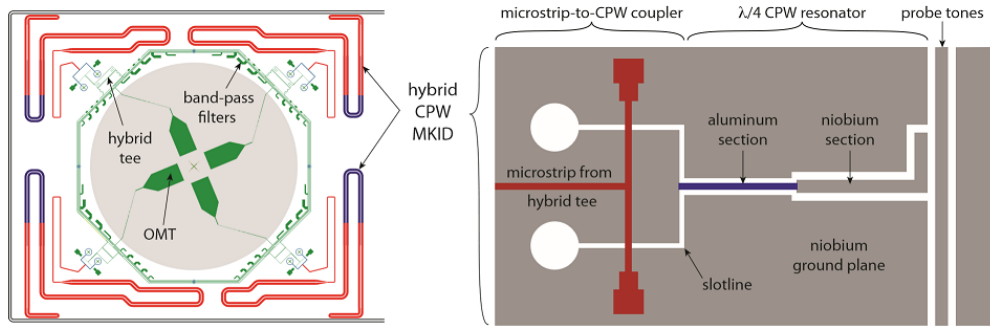 microstrip-to-CPW coupler
λ/4 CPW resonator
probe tones
band-pass
filters
hybrid
tee
OMT
hybrid
CPW
MKID
microstrip from
hybrid tee
aluminum
section
niobium
section
niobium
ground plane
slotline